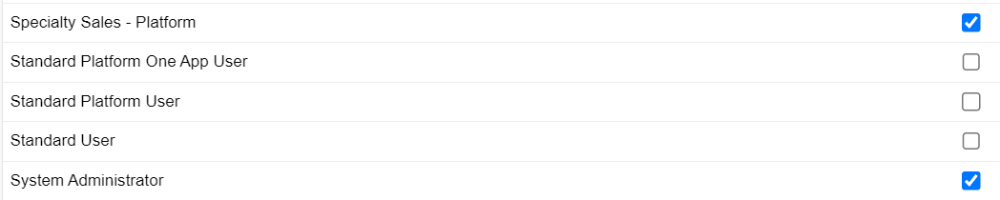 Specialty Sales - Platform
Standard Platform One App User
Standard Platform User
Standard User
System Administrator